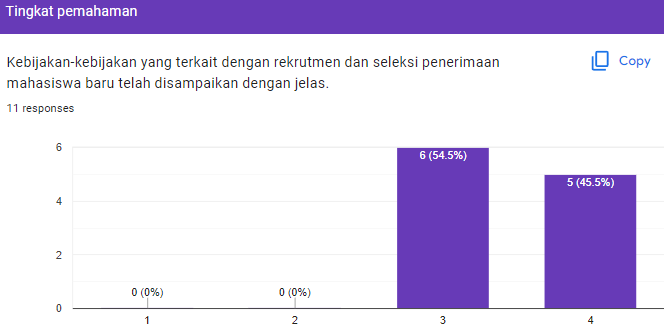 Tingkat pemahaman
Kebijakan-kebijakan yang terkait dengan rekrutmen dan seleksi penerimaan
mahasiswa baru telah disampaikan dengan jelas.
Copy
11 responses
6
4
2
0
0 (0%)
0 (0%)
6 (54.5%)
5 (45.5%)
1
2
3
4